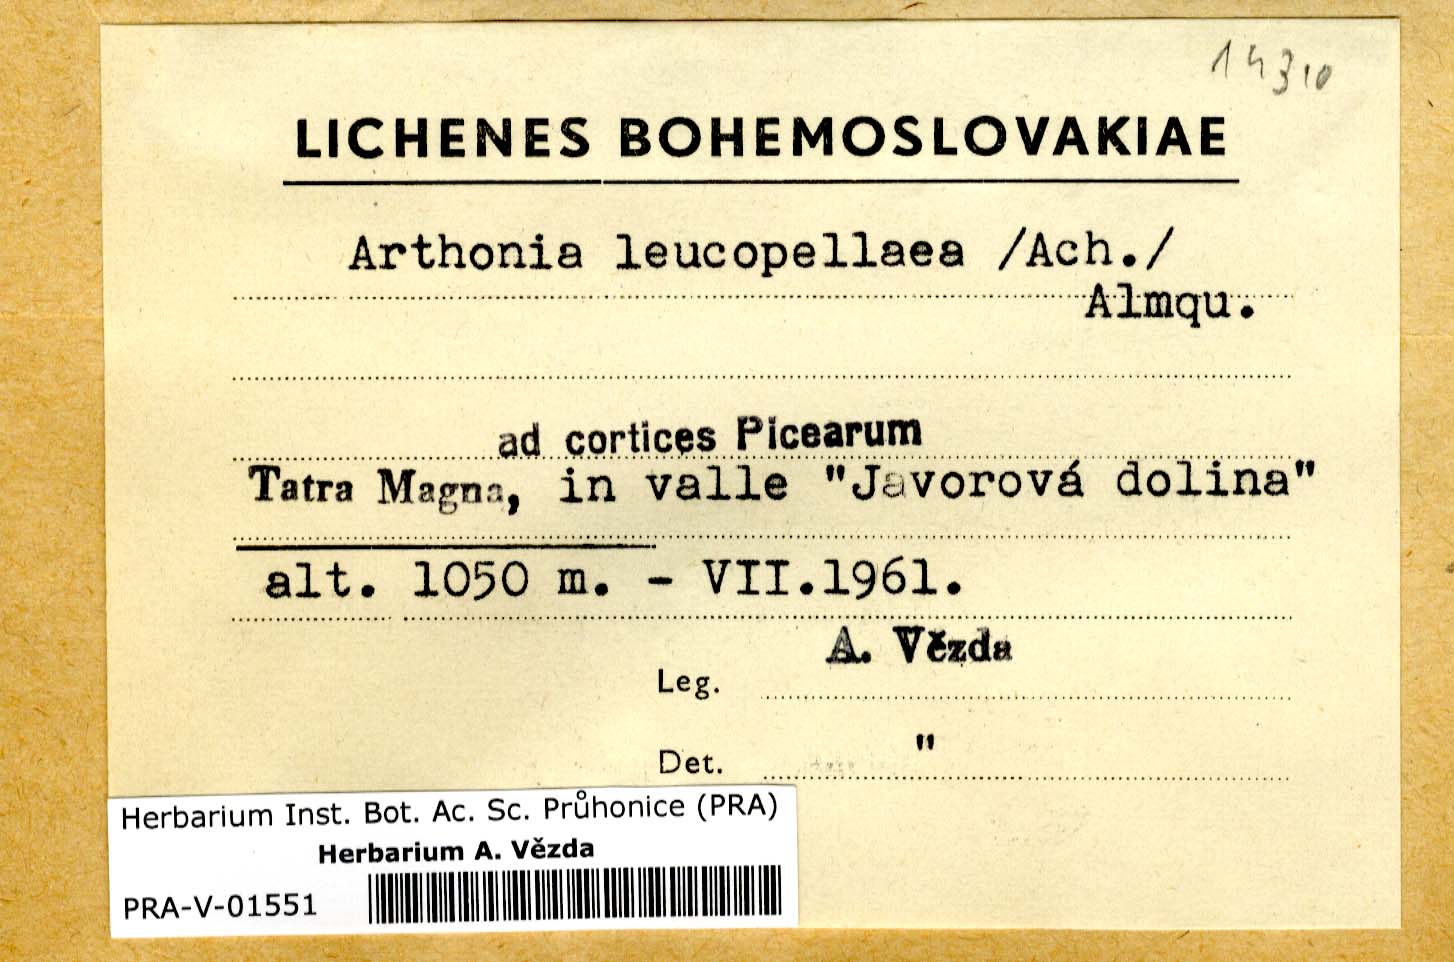 14310
LICHENES BOHEMOSLOVAKIAE
Arthonia leucopellaea /Ach./
Almqu.
ad cortices Picearum
Tatra Magna, in valle "Javorová dolina"
alt. 1050 m. - VII.1961.
A. Vězda
Leg.
"
Det.
Herbarium Inst. Bot. Ac. Sc. Průhonice (PRA)
Herbarium A. Vězda
PRA-V-01551